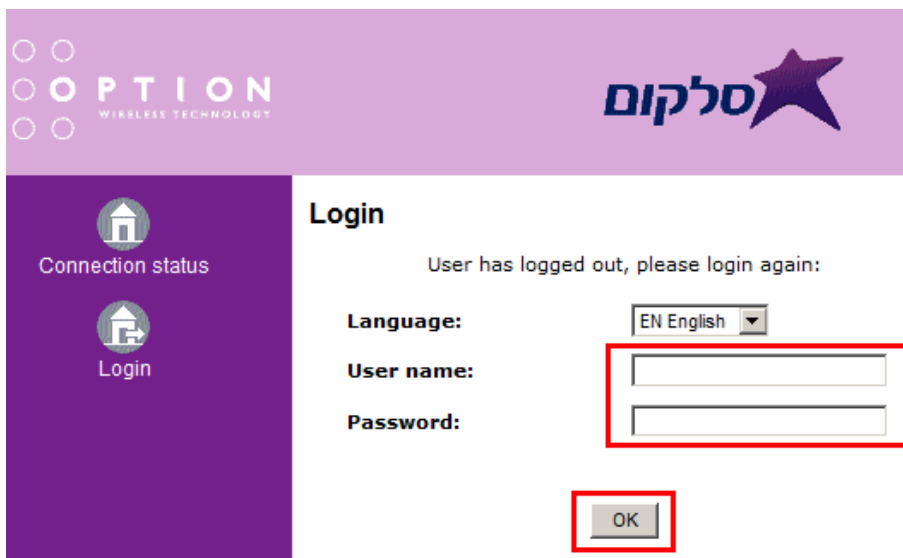 OPTION
WIRELESS TECHNOLOGY
סלקום
Connection status
Login
Login
User has logged out, please login again:
Language:
EN English
User name:
Password:
OK